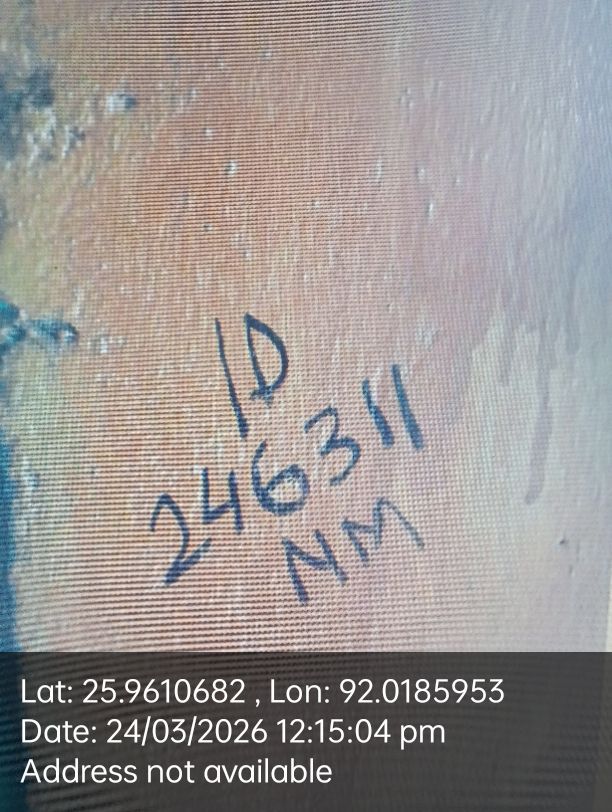 ID
246311
NM
Lat: 25.9610682 , Lon: 92.0185953
Date: 24/03/2026 12:15:04 pm
Address not available